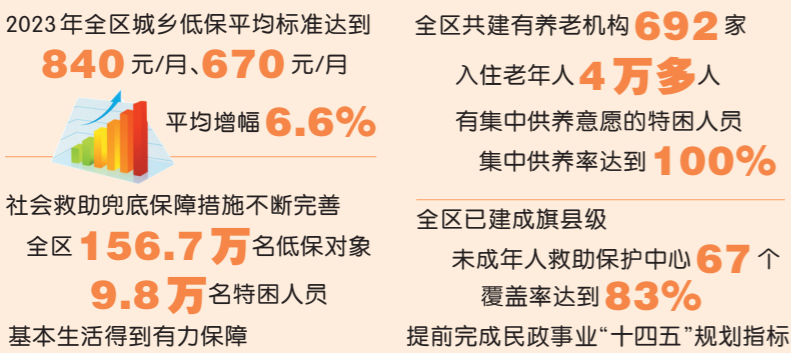 2023年全区城乡低保平均标准达到
840元/月、670元/月
平均增幅6.6%
社会救助兜底保障措施不断完善
全区156.7万名低保对象
9.8万名特困人员
基本生活得到有力保障
全区共建有养老机构692家
入住老年人4万多人
有集中供养意愿的特困人员
集中供养率达到100%
全区已建成旗县级
未成年人救助保护中心67个
覆盖率达到83%
提前完成民政事业“十四五”规划指标